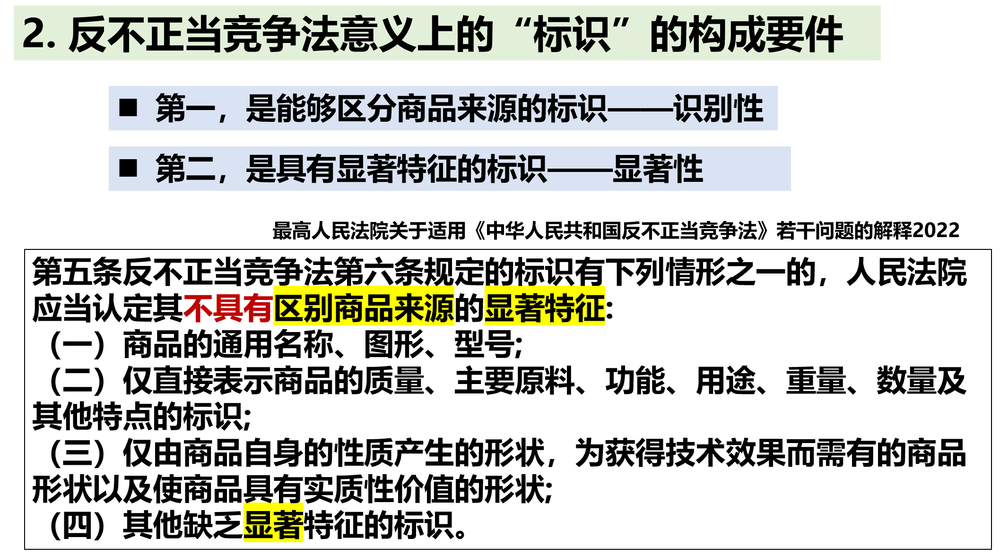 2. 反不正当竞争法意义上的“标识”的构成要件
■ 第一，是能够区分商品来源的标识——识别性
■ 第二，是具有显著特征的标识——显著性
最高人民法院关于适用《中华人民共和国反不正当竞争法》若干问题的解释2022
第五条反不正当竞争法第六条规定的标识有下列情形之一的，人民法院
应当认定其不具有区别商品来源的显著特征:
（一）商品的通用名称、图形、型号;
（二）仅直接表示商品的质量、主要原料、功能、用途、重量、数量及
其他特点的标识;
（三）仅由商品自身的性质产生的形状，为获得技术效果而需有的商品
形状以及使商品具有实质性价值的形状;
（四）其他缺乏显著特征的标识。